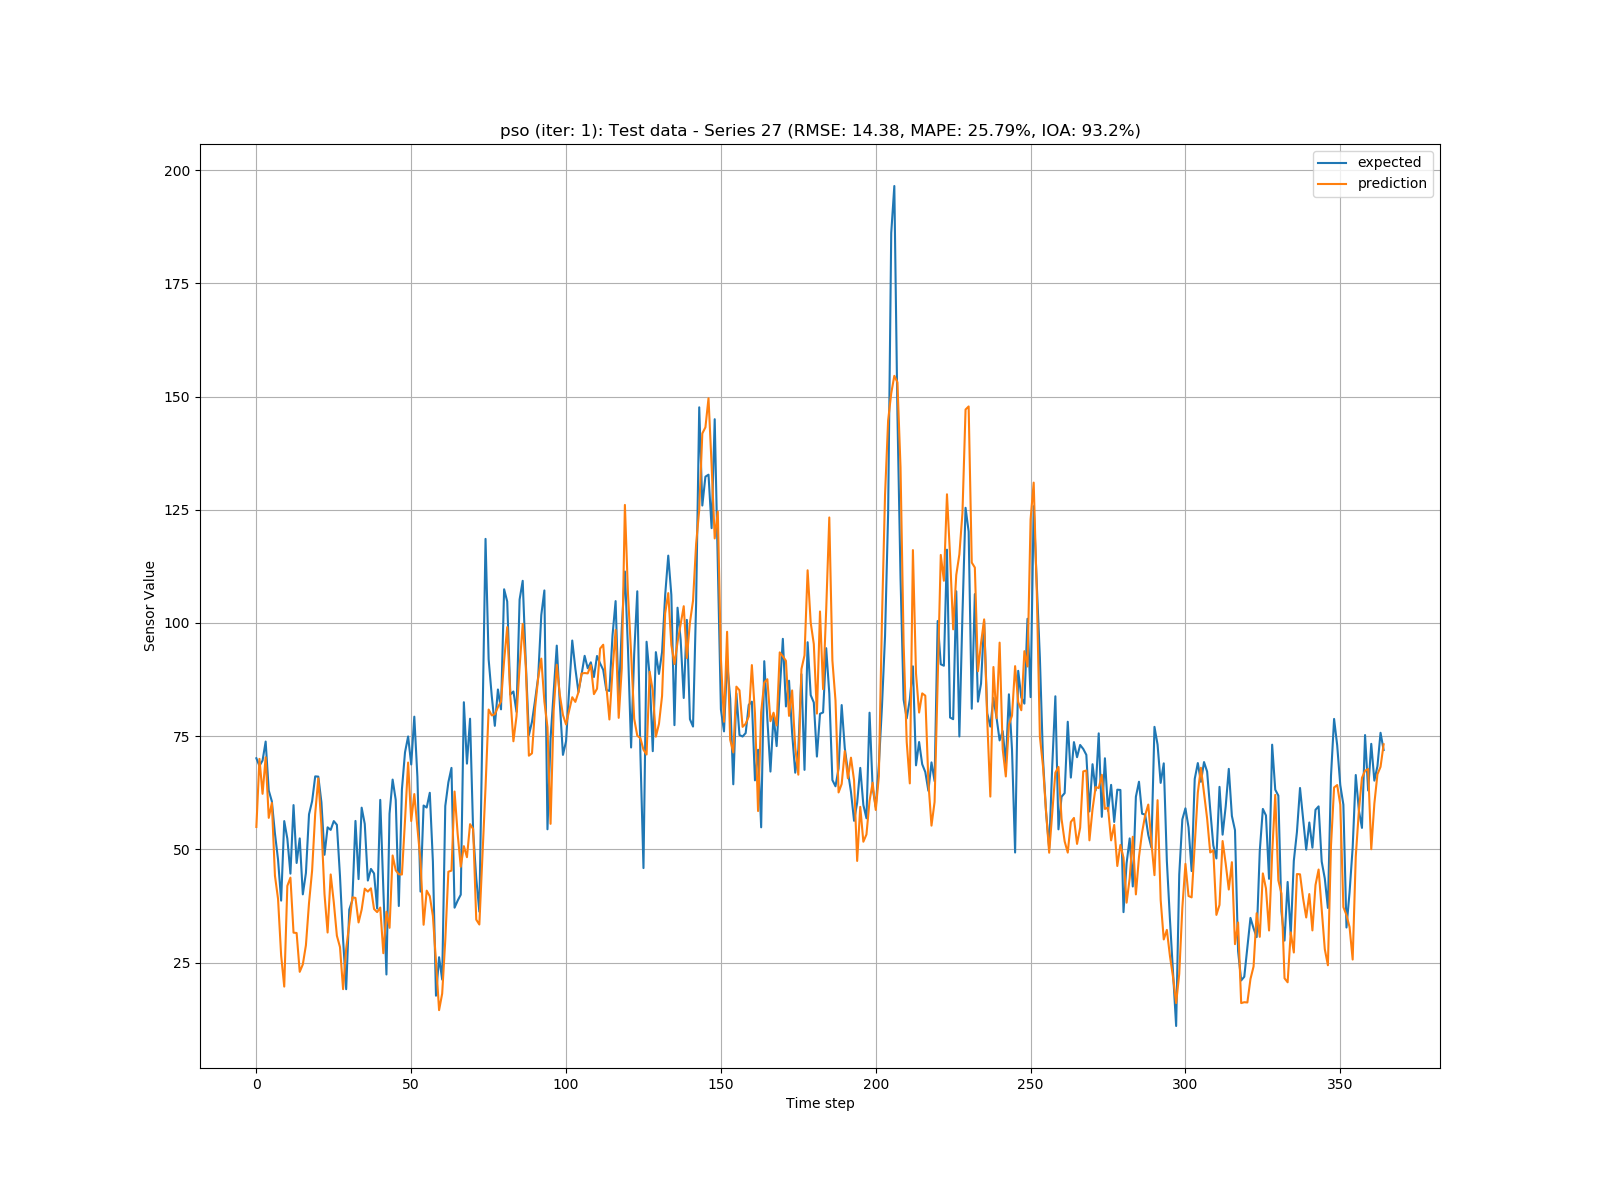 pso (iter: 1): Test data - Series 27 (RMSE: 14.38, MAPE: 25.79%, IOA: 93.2%)
expected
prediction
200
175
150
125
100
75
50
25
Sensor Value
0 50 100 150 200 250 300 350
Time step